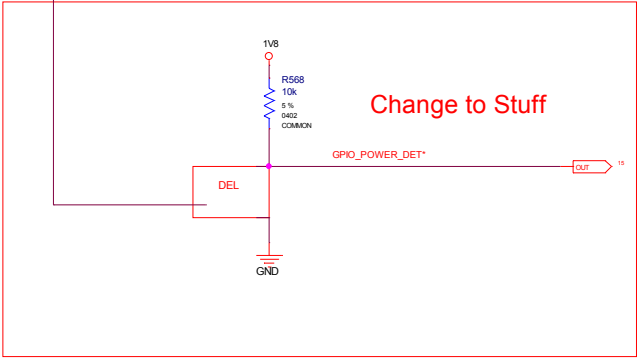 1V8
R568
10k
5 %
0402
COMMON
Change to Stuff
GPIO_POWER_DET*
OUT
15
DEL
GND